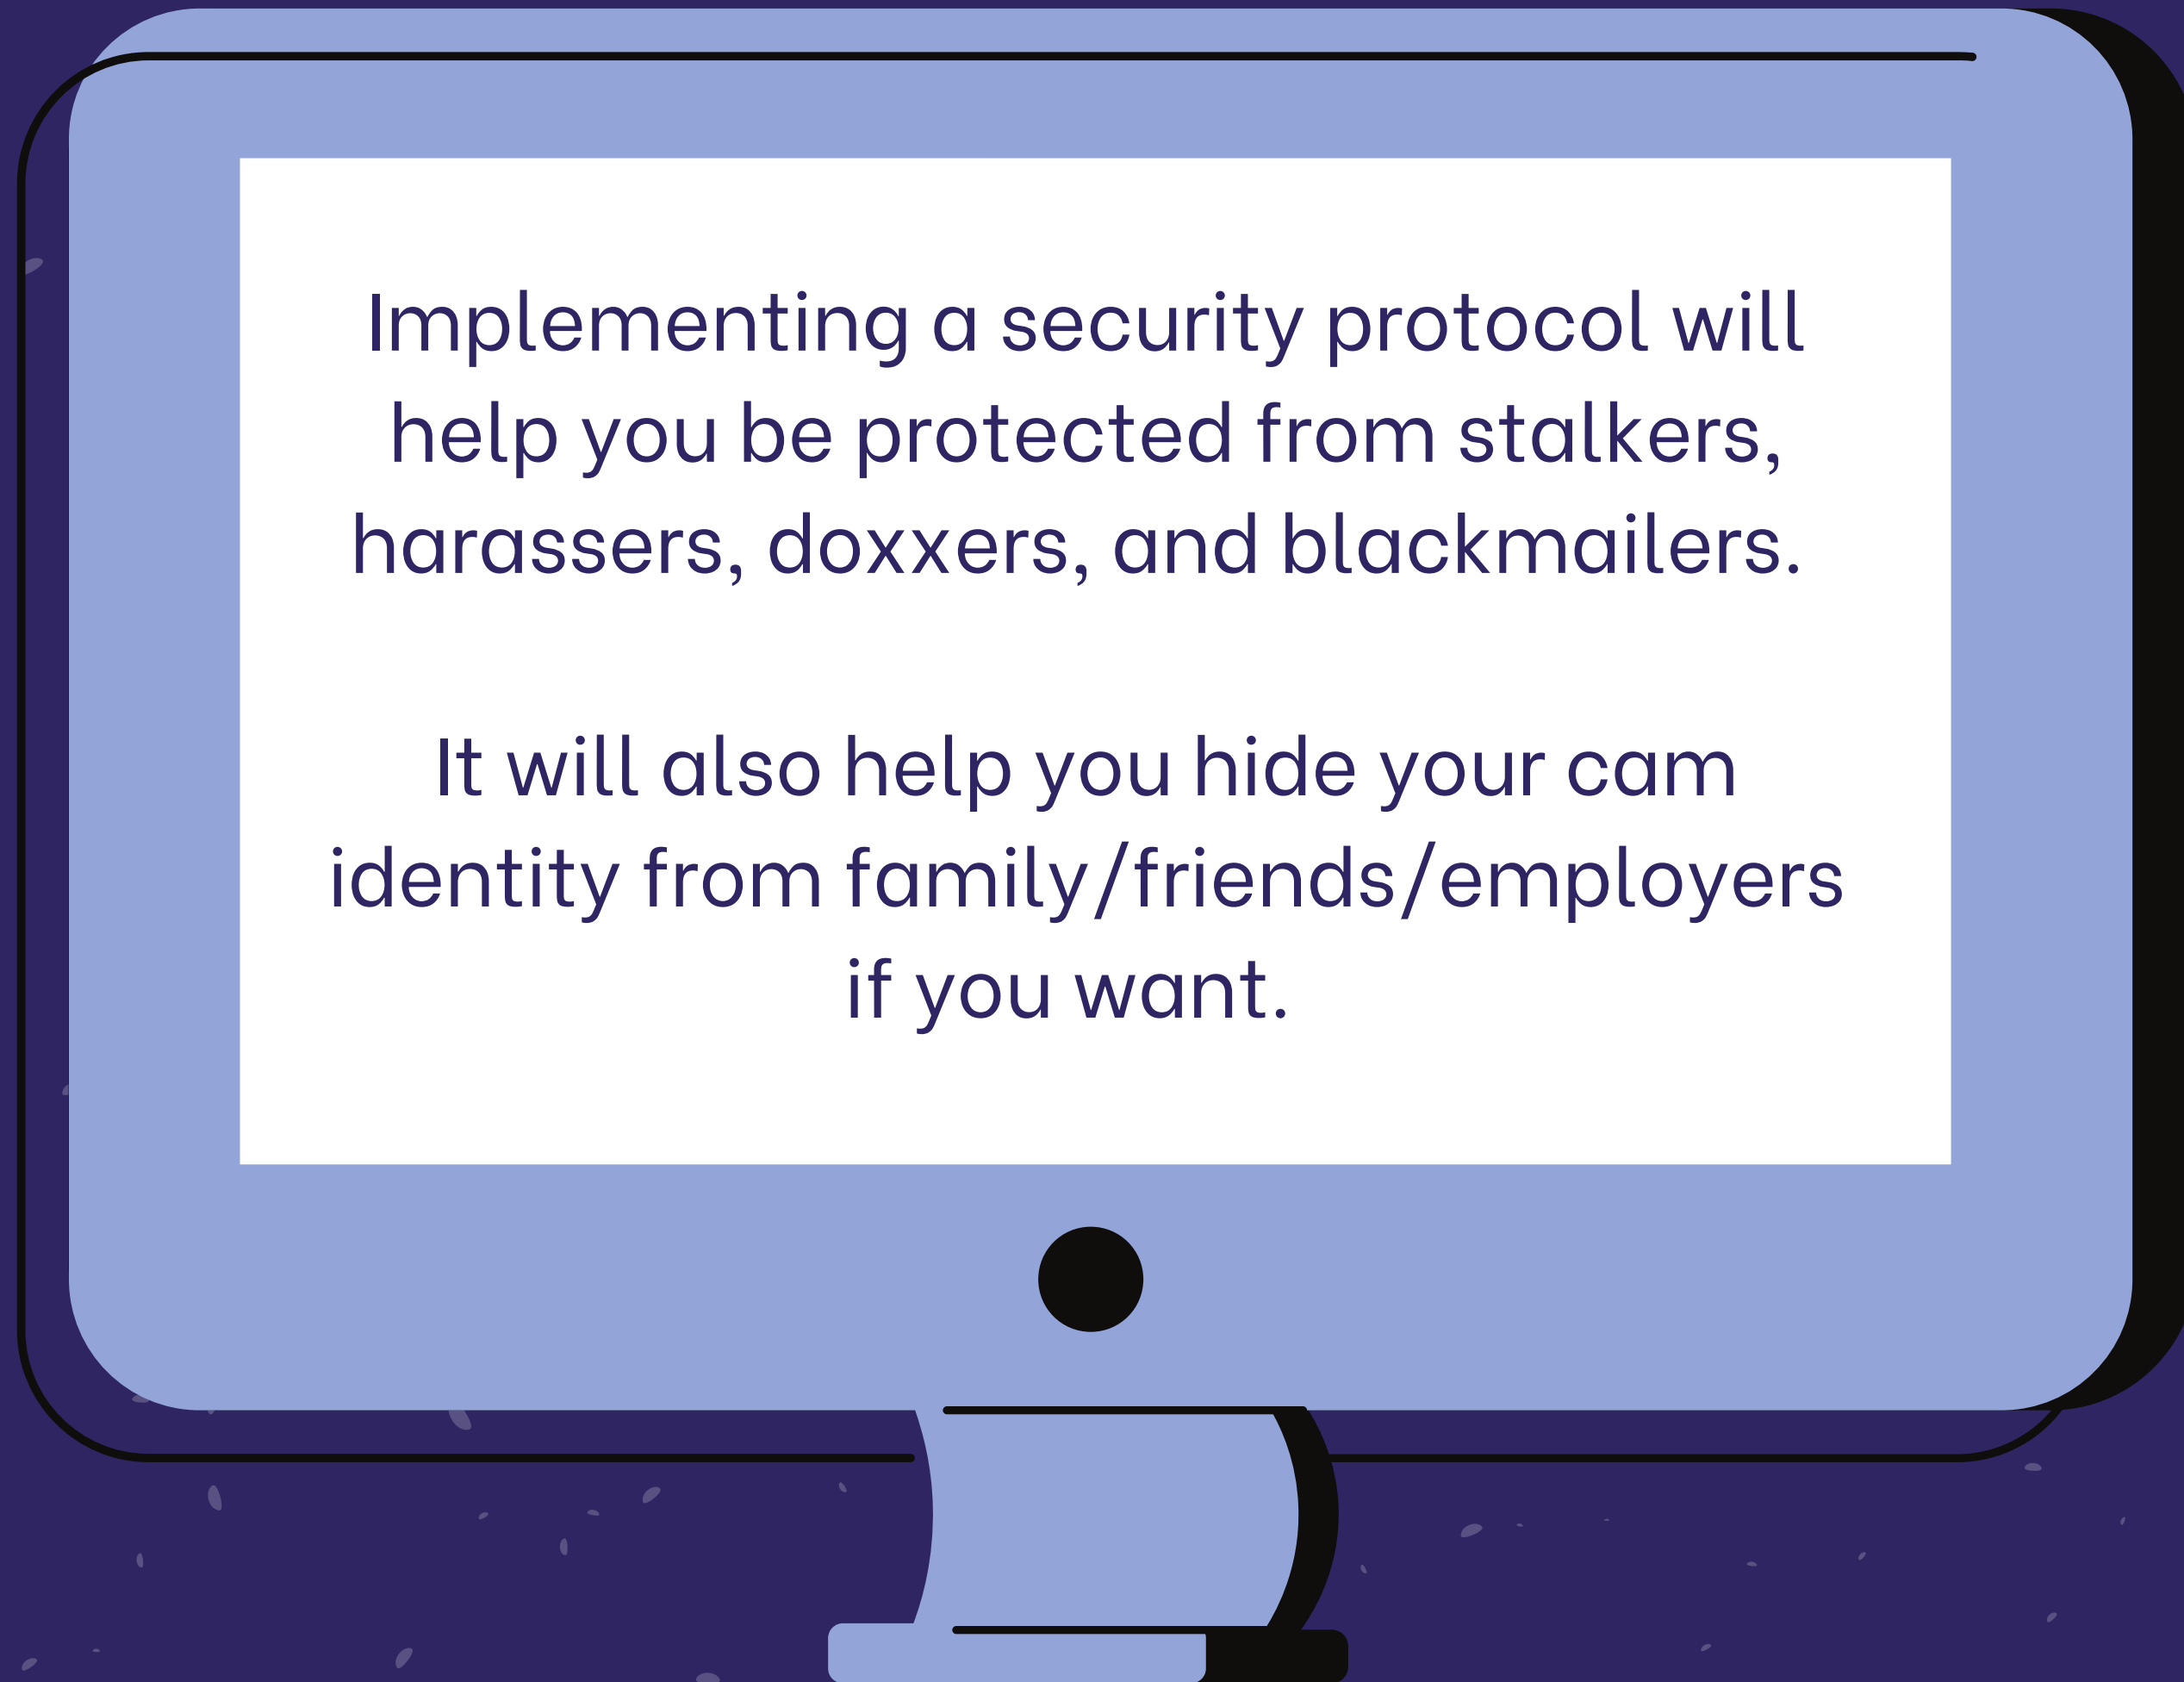 Implementing a security protocol will
help you be protected from stalkers,
harassers, doxxers, and blackmailers.
It will also help you hide your cam
identity from family/friends/employers
if you want.